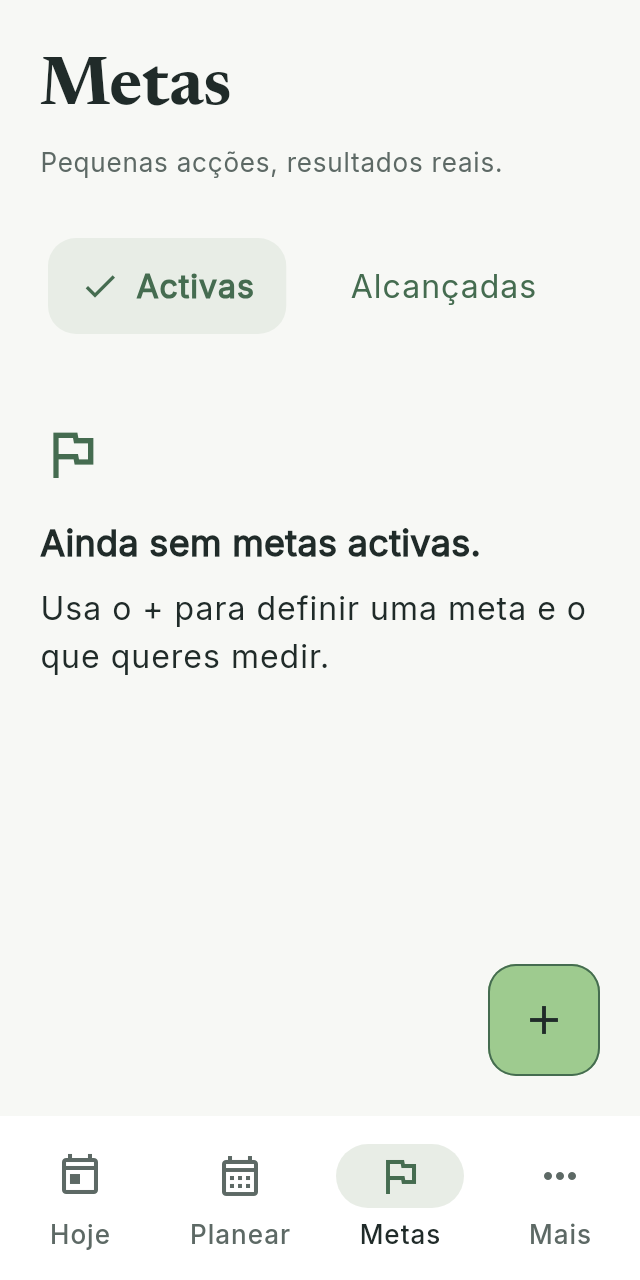 Metas
Pequenas acções, resultados reais.
Activas
Alcançadas
Ainda sem metas activas.
Usa o + para definir uma meta e o
que queres medir.
+
Hoje
Planear
Metas
Mais